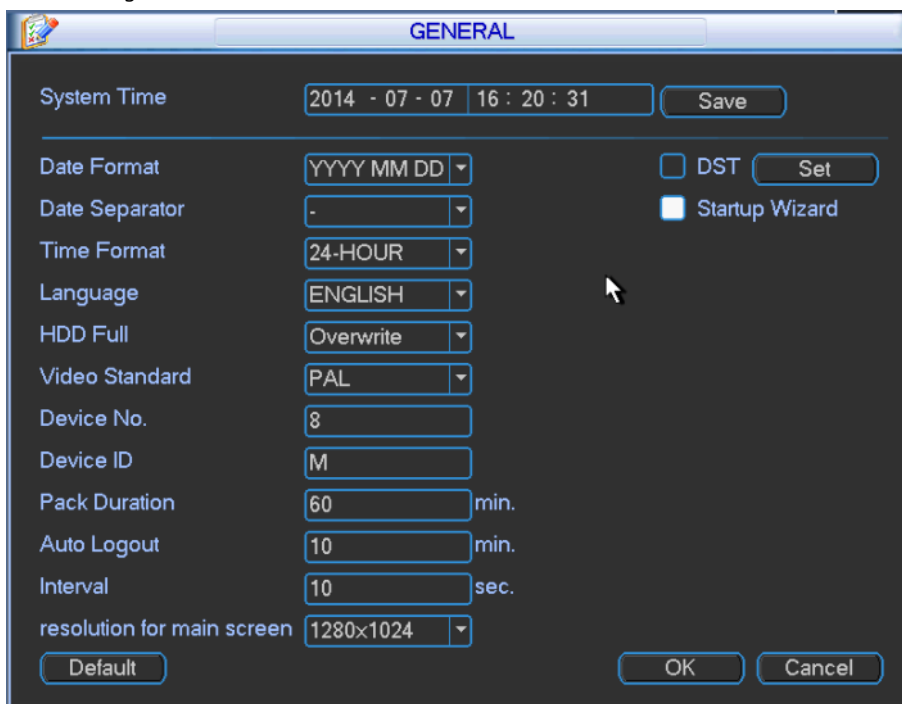 GENERAL
System Time 2014 - 07 - 07 16 : 20 : 31 Save
Date Format YYYY MM DD DST Set
Date Separator - Startup Wizard
Time Format 24-HOUR
Language ENGLISH
HDD Full Overwrite
Video Standard PAL
Device No. 8
Device ID M
Pack Duration 60 min.
Auto Logout 10 min.
Interval 10 sec.
resolution for main screen 1280×1024
Default OK Cancel